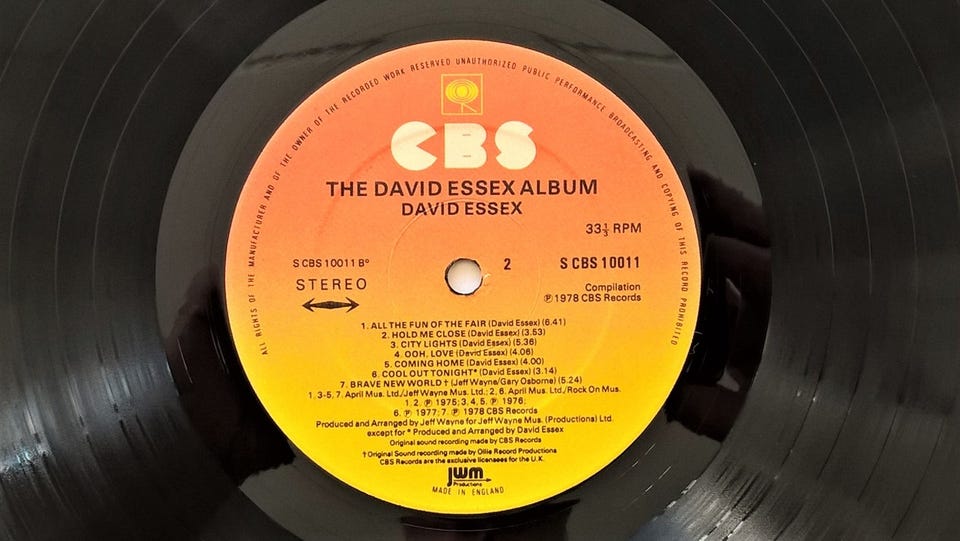 ALL RIGHTS OF THE MANUFACTURER AND OF THE OWNER OF THE RECORDED WORK RESERVED UNAUTHORIZED PUBLIC PERFORMANCE BROADCASTING AND COPYING OF THIS RECORD PROHIBITED
CBS
THE DAVID ESSEX ALBUM
DAVID ESSEX
33⅓ RPM
S CBS 10011 B°
2
S CBS 10011
STEREO
Compilation
℗ 1978 CBS Records
1. ALL THE FUN OF THE FAIR (David Essex) (6.41)
2. HOLD ME CLOSE (David Essex) (3.53)
3. CITY LIGHTS (David Essex) (5.36)
4. OOH, LOVE (David Essex) (4.06)
5. COMING HOME (David Essex) (4.00)
6. COOL OUT TONIGHT* (David Essex) (3.14)
7. BRAVE NEW WORLD † (Jeff Wayne/Gary Osborne) (5.24)
1. 3-5, 7. April Mus. Ltd./Jeff Wayne Mus. Ltd.; 2, 6. April Mus. Ltd./Rock On Mus.
1. 2. ℗ 1975; 3, 4, 5. ℗ 1976;
6. ℗ 1977; 7. ℗ 1978 CBS Records
Produced and Arranged by Jeff Wayne for Jeff Wayne Mus. (Productions) Ltd.
except for * Produced and Arranged by David Essex
Original sound recording made by CBS Records
† Original Sound recording made by Ollie Record Productions
CBS Records are the exclusive licensees for the U.K.
jwm
Productions
MADE IN ENGLAND